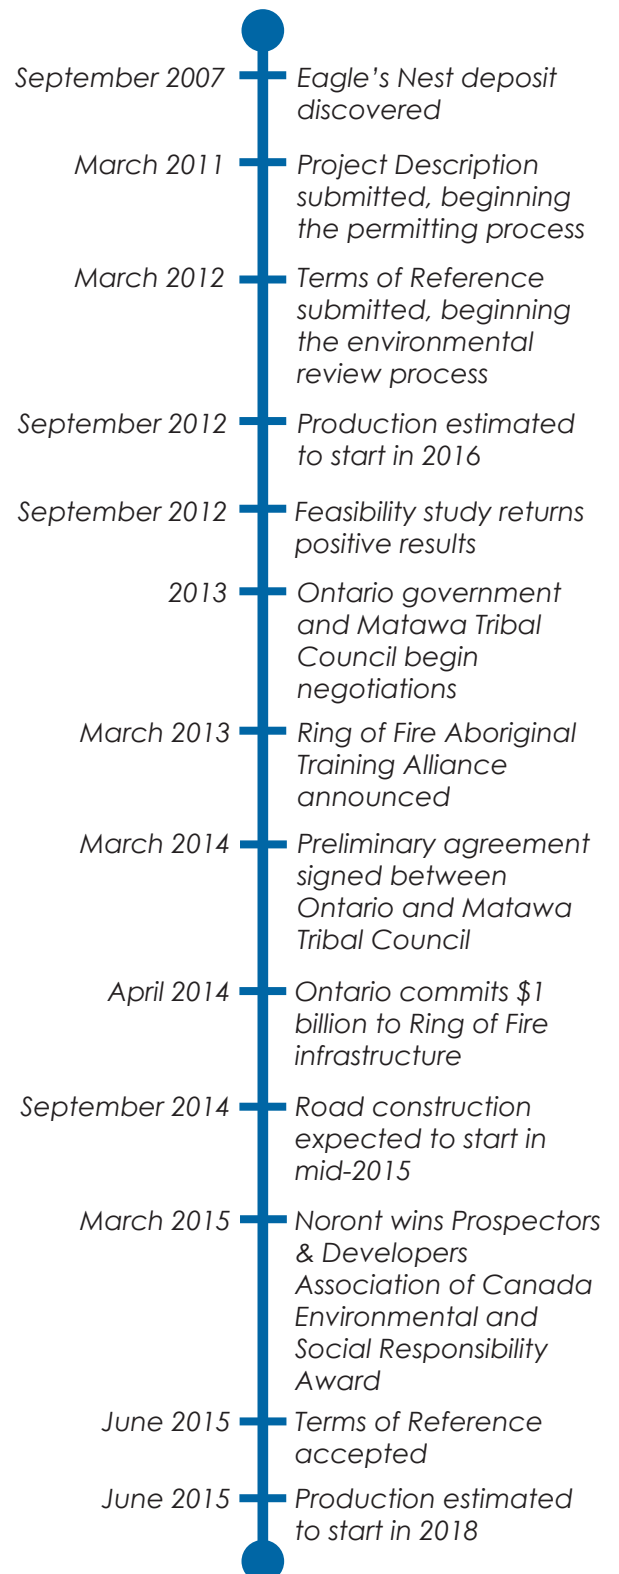 September 2007 Eagle’s Nest deposit
discovered
March 2011 Project Description
submitted, beginning
the permitting process
March 2012 Terms of Reference
submitted, beginning
the environmental
review process
September 2012 Production estimated
to start in 2016
September 2012 Feasibility study returns
positive results
2013 Ontario government
and Matawa Tribal
Council begin
negotiations
March 2013 Ring of Fire Aboriginal
Training Alliance
announced
March 2014 Preliminary agreement
signed between
Ontario and Matawa
Tribal Council
April 2014 Ontario commits $1
billion to Ring of Fire
infrastructure
September 2014 Road construction
expected to start in
mid-2015
March 2015 Noront wins Prospectors
& Developers
Association of Canada
Environmental and
Social Responsibility
Award
June 2015 Terms of Reference
accepted
June 2015 Production estimated
to start in 2018